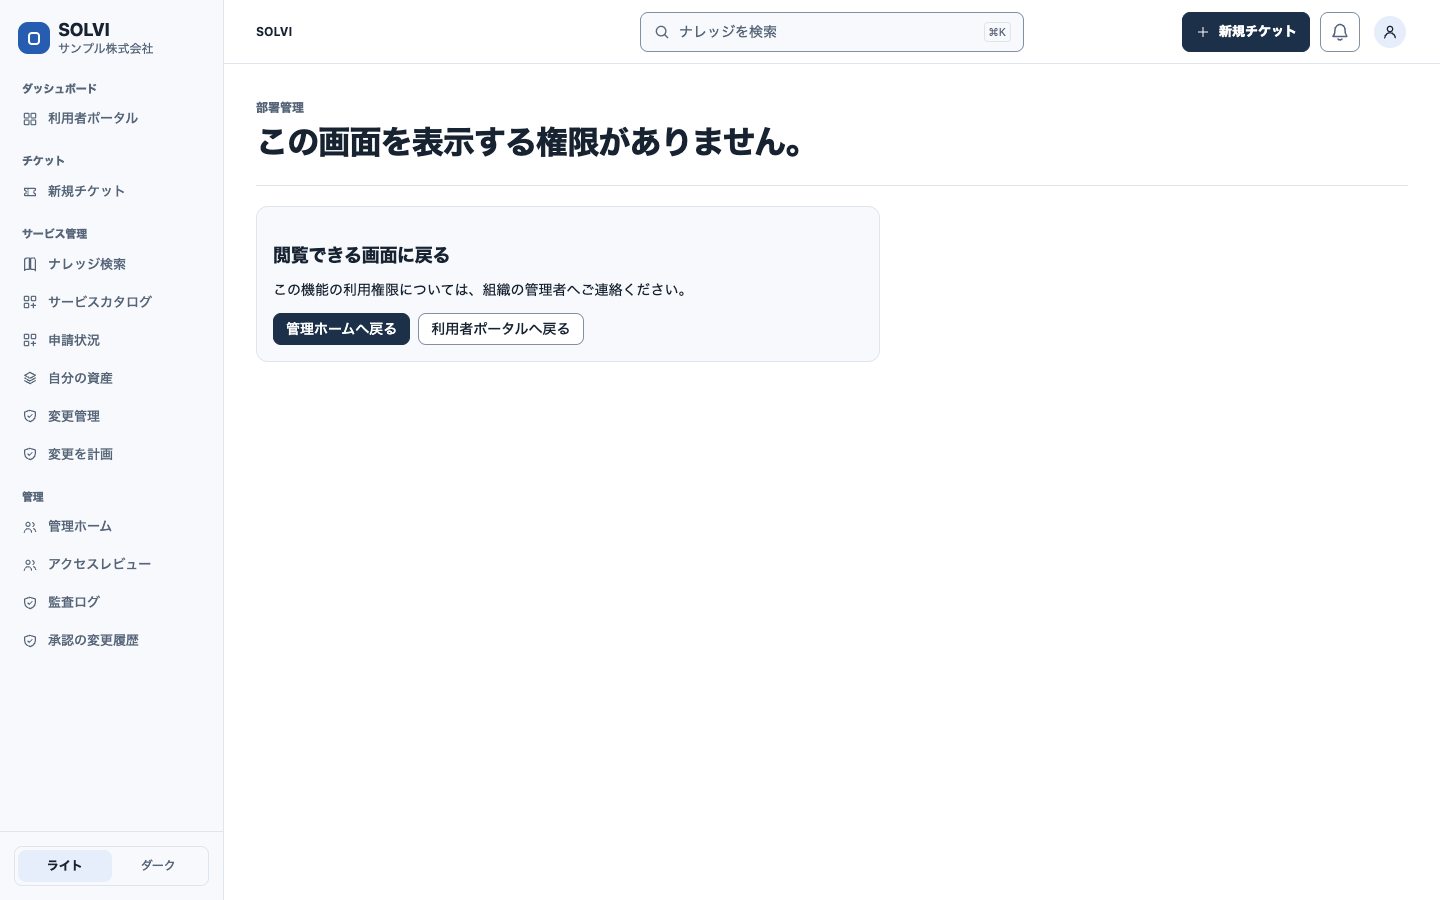 SOLVI
サンプル株式会社
ダッシュボード
利用者ポータル
チケット
新規チケット
サービス管理
ナレッジ検索
サービスカタログ
申請状況
自分の資産
変更管理
変更を計画
管理
管理ホーム
アクセスレビュー
監査ログ
承認の変更履歴
ライト
ダーク
SOLVI
ナレッジを検索
⌘K
新規チケット
部署管理
この画面を表示する権限がありません。
閲覧できる画面に戻る
この機能の利用権限については、組織の管理者へご連絡ください。
管理ホームへ戻る
利用者ポータルへ戻る